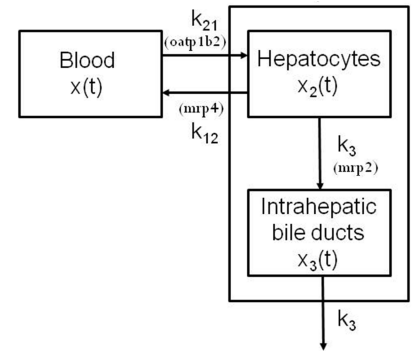 k21
(oatp1b2)
Blood
x(t)
Hepatocytes
x2(t)
(mrp4)
k12
k3
(mrp2)
Intrahepatic
bile ducts
x3(t)
k3